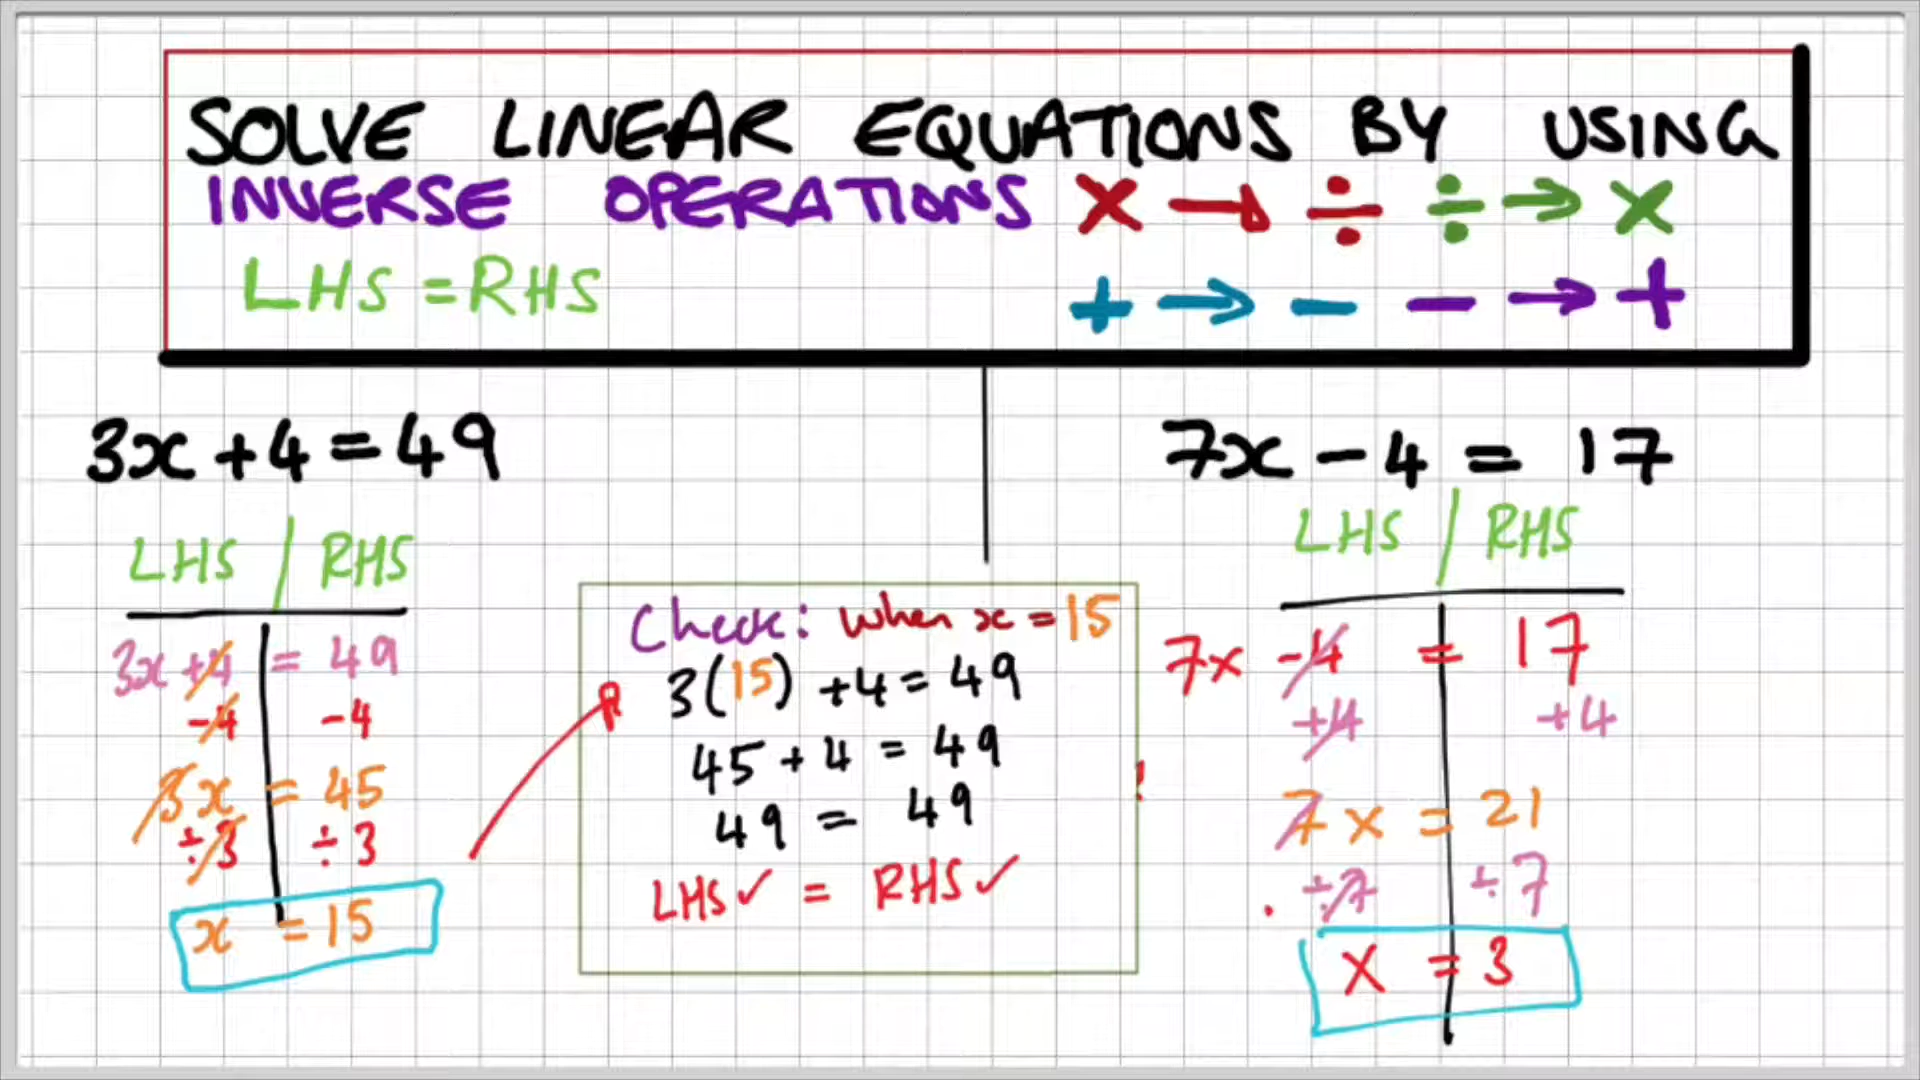 SOLVE LINEAR EQUATIONS BY USING
INVERSE OPERATIONS × → ÷ ÷ → ×
LHS = RHS + → − − → +
3x + 4 = 49
LHS / RHS
3x +4 = 49
-4 -4
3x = 45
÷3 ÷3
x = 15
Check: when x = 15
3(15) + 4 = 49
45 + 4 = 49
49 = 49
LHS ✓ = RHS ✓
!
7x − 4 = 17
LHS / RHS
7x -4 = 17
+4 +4
7x = 21
÷7 ÷7
x = 3